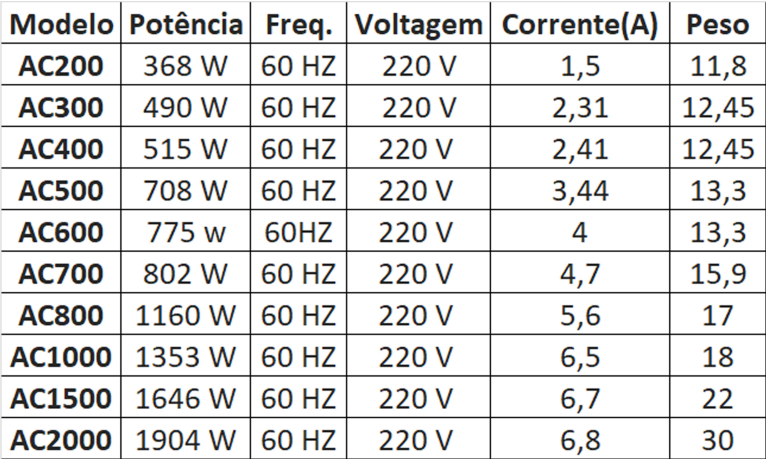 Modelo Potência Freq. Voltagem Corrente(A) Peso
AC200 368 W 60 HZ 220 V 1,5 11,8
AC300 490 W 60 HZ 220 V 2,31 12,45
AC400 515 W 60 HZ 220 V 2,41 12,45
AC500 708 W 60 HZ 220 V 3,44 13,3
AC600 775 w 60HZ 220 V 4 13,3
AC700 802 W 60 HZ 220 V 4,7 15,9
AC800 1160 W 60 HZ 220 V 5,6 17
AC1000 1353 W 60 HZ 220 V 6,5 18
AC1500 1646 W 60 HZ 220 V 6,7 22
AC2000 1904 W 60 HZ 220 V 6,8 30